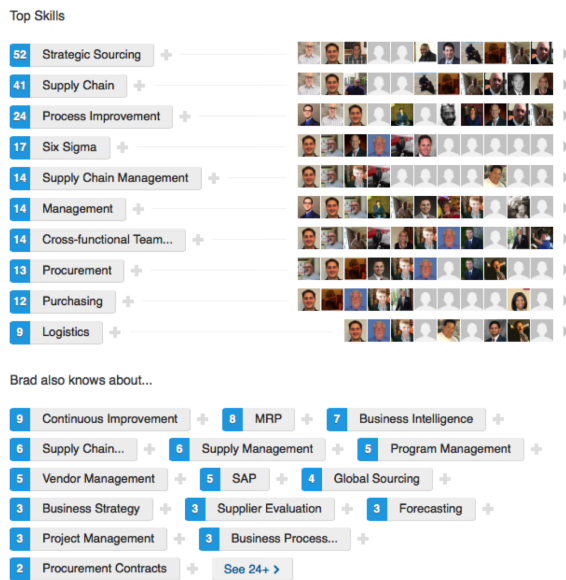 Top Skills
52 Strategic Sourcing
41 Supply Chain
24 Process Improvement
17 Six Sigma
14 Supply Chain Management
14 Management
14 Cross-functional Team...
13 Procurement
12 Purchasing
9 Logistics
Brad also knows about...
9 Continuous Improvement 8 MRP 7 Business Intelligence
6 Supply Chain... 6 Supply Management 5 Program Management
5 Vendor Management 5 SAP 4 Global Sourcing
3 Business Strategy 3 Supplier Evaluation 3 Forecasting
3 Project Management 3 Business Process...
2 Procurement Contracts See 24+ >